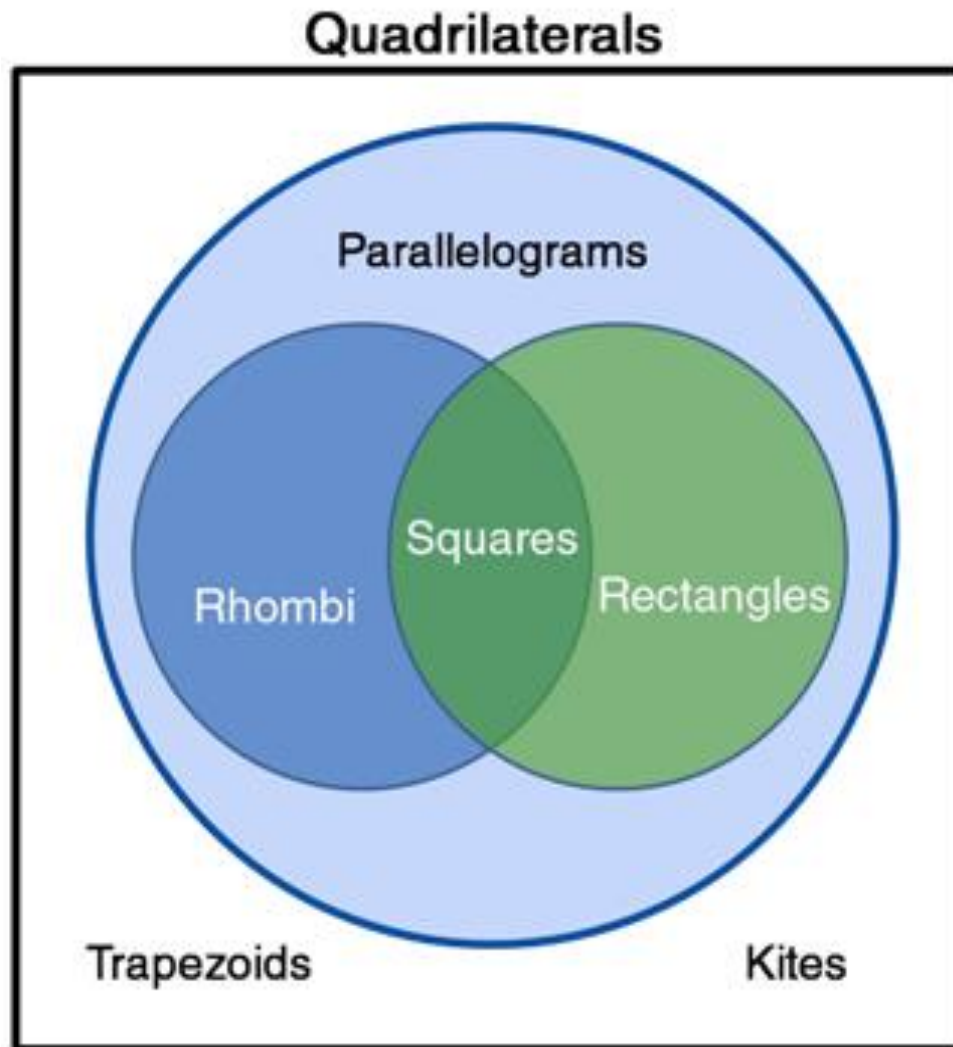 Quadrilaterals
Parallelograms
Squares
Rhombi
Rectangles
Trapezoids
Kites